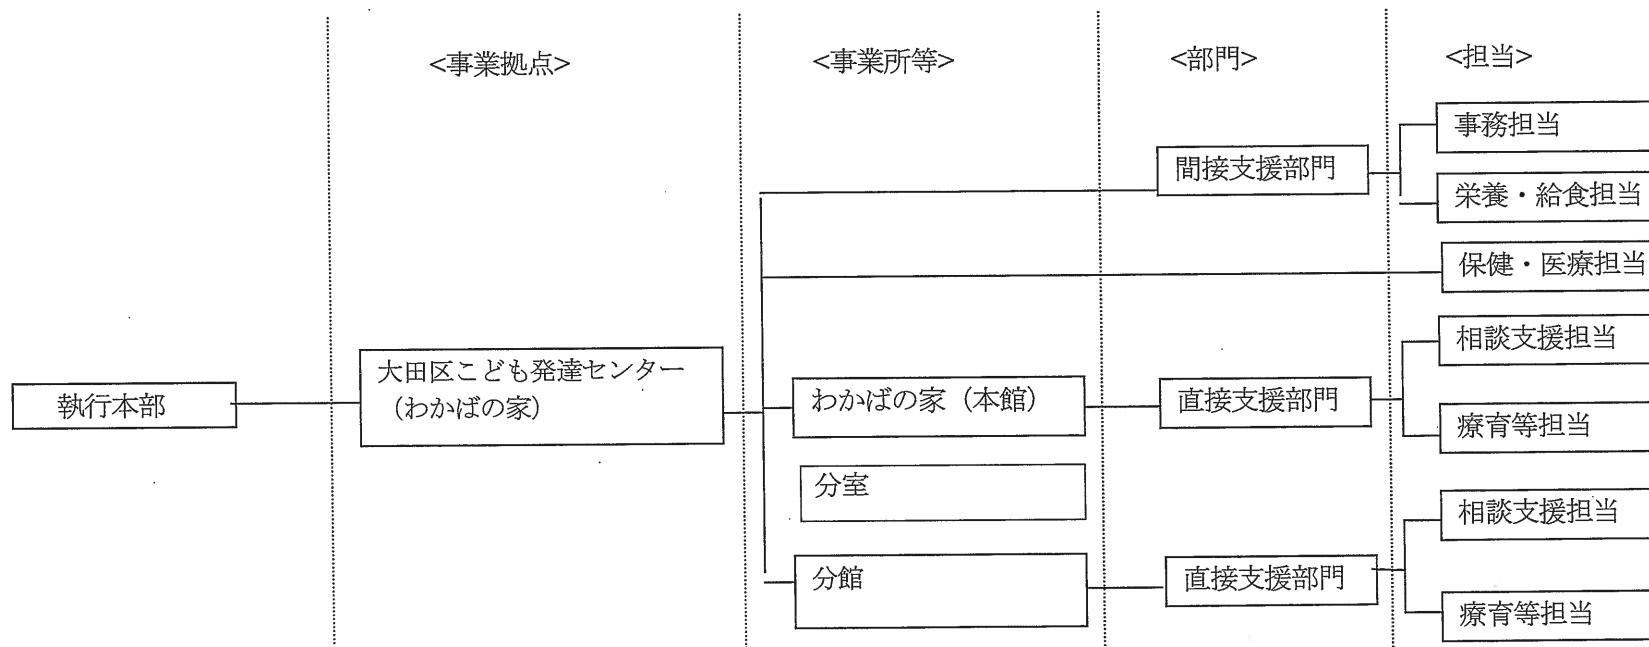 <事業拠点>
<事業所等>
<部門>
<担当>
事務担当
間接支援部門
栄養・給食担当
保健・医療担当
相談支援担当
大田区こども発達センター
(わかばの家)
執行本部
わかばの家(本館)
直接支援部門
療育等担当
分室
相談支援担当
分館
直接支援部門
療育等担当